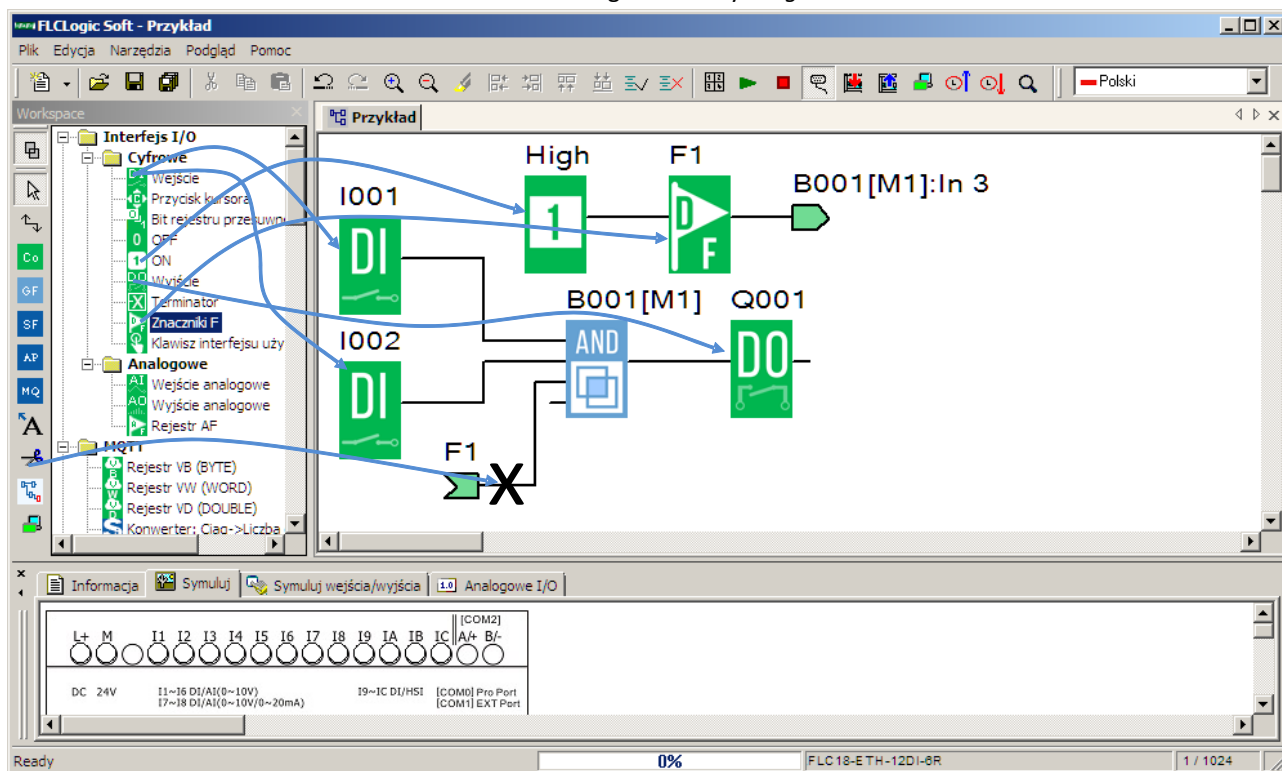 FLCLogic Soft - Przykład
Plik Edycja Narzędzia Podgląd Pomoc
Polski
Workspace
Przykład
Interfejs I/O
Cyfrowe
Wejście
Przycisk kursora
Bit rejestru przesuwn
0 OFF
1 ON
Wyjście
Terminator
Znaczniki F
Klawisz interfejsu uży
Analogowe
AI Wejście analogowe
AO Wyjście analogowe
Rejestr AF
MQTT
Rejestr VB (BYTE)
Rejestr VW (WORD)
Rejestr VD (DOUBLE)
Konwerter: Ciąg->Liczba
Co
GF
SF
AP
MQ
A
High F1
1 D F
B001[M1]:In 3
I001
DI
B001[M1] Q001
AND DO
I002
DI
F1
X
Informacja Symuluj Symuluj wejścia/wyjścia 1.0 Analogowe I/O
[COM2]
L+ M I1 I2 I3 I4 I5 I6 I7 I8 I9 IA IB IC A/+ B/-
DC 24V I1~I6 DI/AI(0~10V) I9~IC DI/HSI [COM0] Pro Port
I7~I8 DI/AI(0~10V/0~20mA) [COM1] EXT Port
Ready 0% FLC18-ETH-12DI-6R 1 / 1024